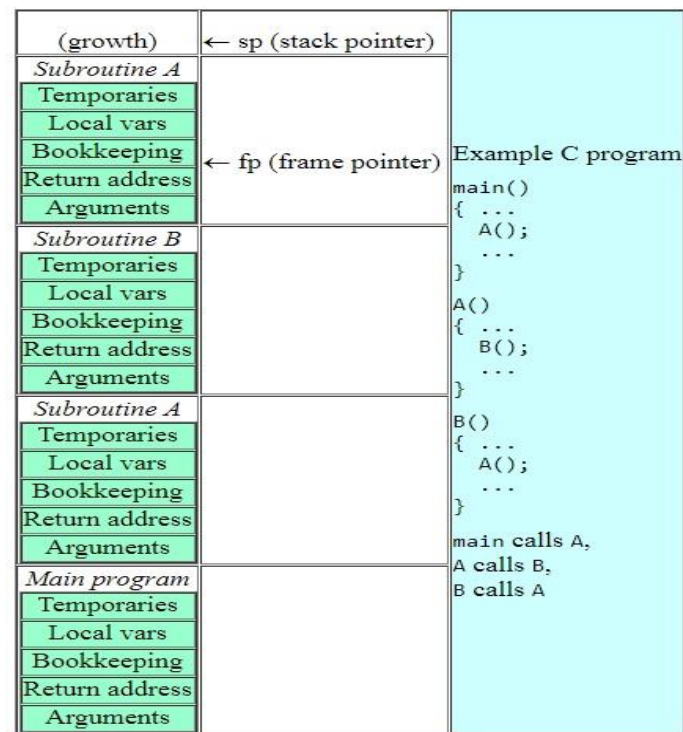 (growth)
← sp (stack pointer)
Subroutine A
Temporaries
Local vars
Bookkeeping
Return address
Arguments
← fp (frame pointer)
Subroutine B
Temporaries
Local vars
Bookkeeping
Return address
Arguments
Subroutine A
Temporaries
Local vars
Bookkeeping
Return address
Arguments
Main program
Temporaries
Local vars
Bookkeeping
Return address
Arguments
Example C program
main()
{ ...
A();
...
}
A()
{ ...
B();
...
}
B()
{ ...
A();
...
}
main calls A,
A calls B,
B calls A